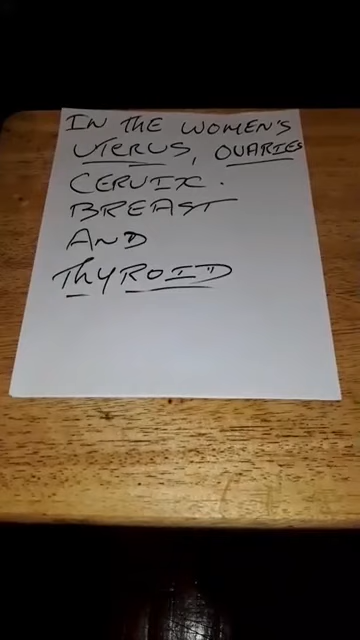 IN THE WOMEN'S
UTERUS, OVARIES
CERVIX.
BREAST
AND
THYROID